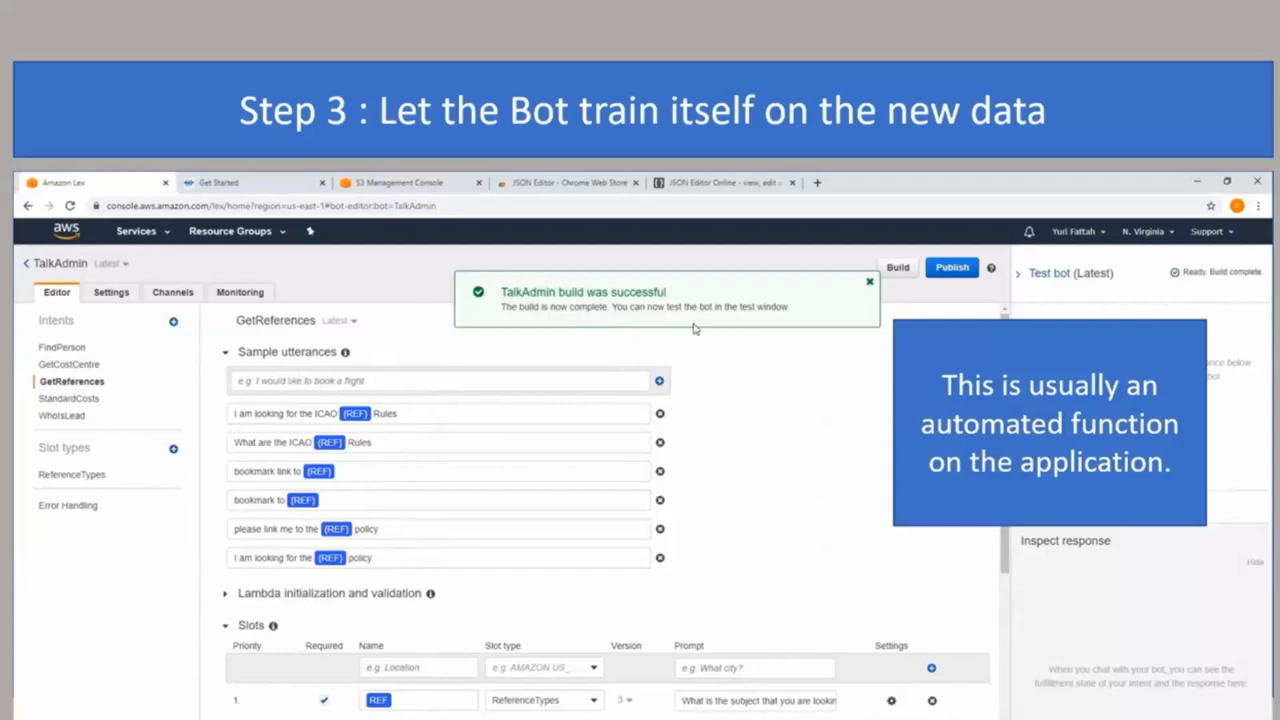 Step 3 : Let the Bot train itself on the new data
Amazon Lex
Get Started
S3 Management Console
JSON Editor - Chrome Web Store
JSON Editor Online - view, edit
console.aws.amazon.com/lex/home?region=us-east-1#bot-editor:bot=TalkAdmin
aws
Services
Resource Groups
Yuri Fattah
N. Virginia
Support
TalkAdmin Latest
Build
Publish
Test bot (Latest)
Ready. Build complete.
Editor
Settings
Channels
Monitoring
TalkAdmin build was successful
The build is now complete. You can now test the bot in the test window
Intents
FindPerson
GetCostCentre
GetReferences
StandardCosts
WhoIsLead
Slot types
ReferenceTypes
Error Handling
GetReferences Latest
Sample utterances
e.g. I would like to book a flight
I am looking for the ICAO {REF} Rules
What are the ICAO {REF} Rules
bookmark link to {REF}
bookmark to {REF}
please link me to the {REF} policy
I am looking for the {REF} policy
Lambda initialization and validation
Slots
Priority Required Name Slot type Version Prompt Settings
e.g. Location e.g. AMAZON.US_ e.g. What city?
1. REF ReferenceTypes 3 What is the subject that you are lookin
This is usually an
automated function
on the application.
below
bot.
Inspect response
Hide
When you chat with your bot, you can see the
fulfillment state of your intent and the response here.